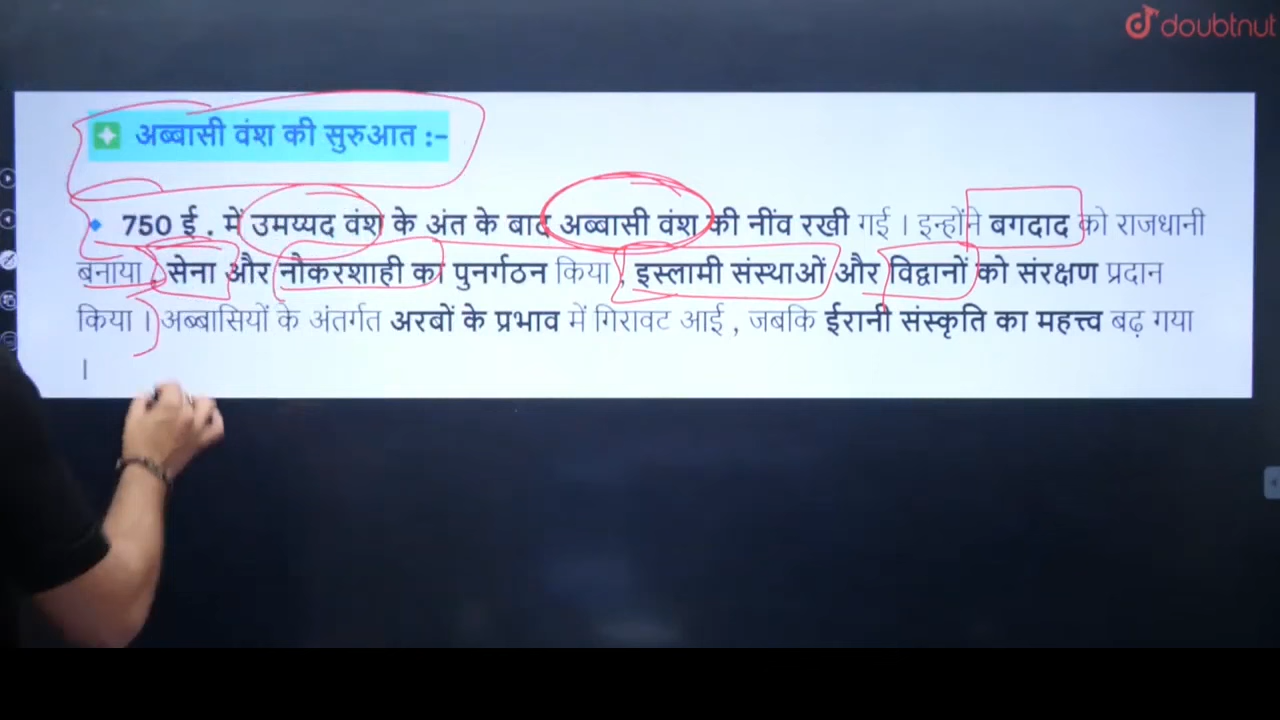 doubtnut
अब्बासी वंश की सुरुआत :-
750 ई . में उमय्यद वंश के अंत के बाद अब्बासी वंश की नींव रखी गई । इन्होंने बगदाद को राजधानी
बनाया , सेना और नौकरशाही का पुनर्गठन किया , इस्लामी संस्थाओं और विद्वानों को संरक्षण प्रदान
किया । अब्बासियों के अंतर्गत अरबों के प्रभाव में गिरावट आई , जबकि ईरानी संस्कृति का महत्त्व बढ़ गया
।